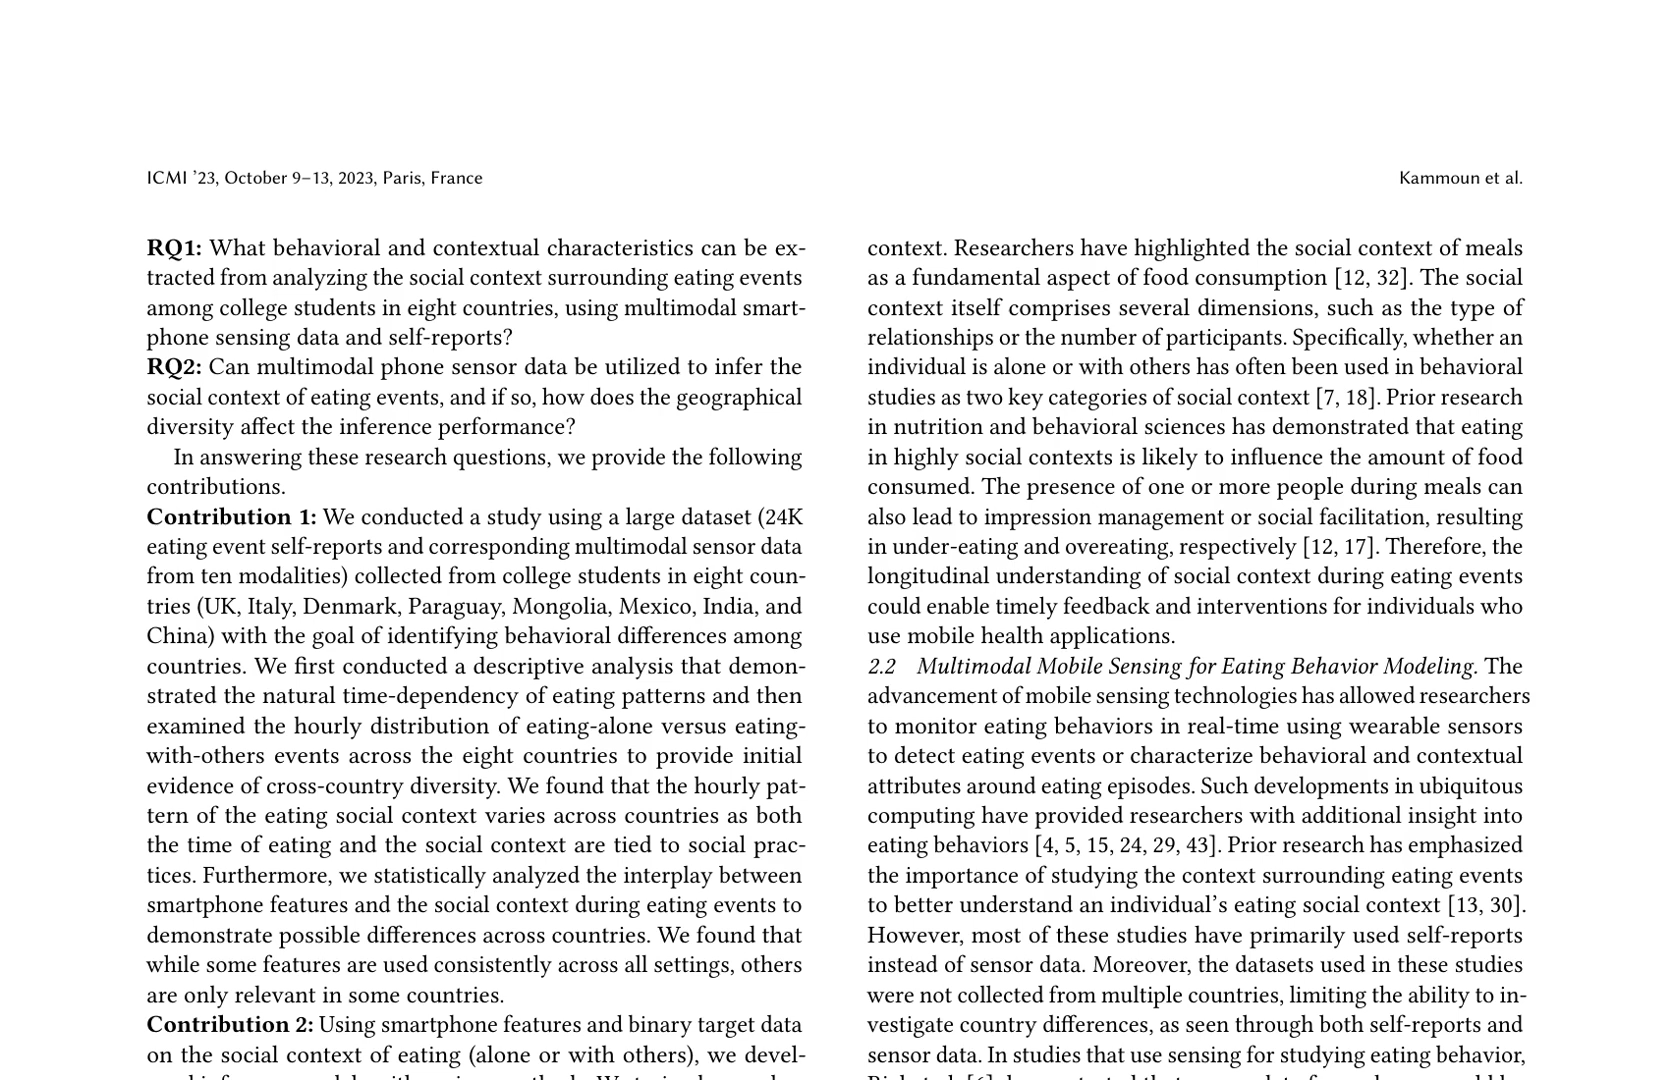 ICMI ’23, October 9–13, 2023, Paris, France
Kammoun et al.
RQ1: What behavioral and contextual characteristics can be ex-
tracted from analyzing the social context surrounding eating events
among college students in eight countries, using multimodal smart-
phone sensing data and self-reports?
RQ2: Can multimodal phone sensor data be utilized to infer the
social context of eating events, and if so, how does the geographical
diversity affect the inference performance?
In answering these research questions, we provide the following
contributions.
Contribution 1: We conducted a study using a large dataset (24K
eating event self-reports and corresponding multimodal sensor data
from ten modalities) collected from college students in eight coun-
tries (UK, Italy, Denmark, Paraguay, Mongolia, Mexico, India, and
China) with the goal of identifying behavioral differences among
countries. We first conducted a descriptive analysis that demon-
strated the natural time-dependency of eating patterns and then
examined the hourly distribution of eating-alone versus eating-
with-others events across the eight countries to provide initial
evidence of cross-country diversity. We found that the hourly pat-
tern of the eating social context varies across countries as both
the time of eating and the social context are tied to social prac-
tices. Furthermore, we statistically analyzed the interplay between
smartphone features and the social context during eating events to
demonstrate possible differences across countries. We found that
while some features are used consistently across all settings, others
are only relevant in some countries.
Contribution 2: Using smartphone features and binary target data
on the social context of eating (alone or with others), we devel-
context. Researchers have highlighted the social context of meals
as a fundamental aspect of food consumption [12, 32]. The social
context itself comprises several dimensions, such as the type of
relationships or the number of participants. Specifically, whether an
individual is alone or with others has often been used in behavioral
studies as two key categories of social context [7, 18]. Prior research
in nutrition and behavioral sciences has demonstrated that eating
in highly social contexts is likely to influence the amount of food
consumed. The presence of one or more people during meals can
also lead to impression management or social facilitation, resulting
in under-eating and overeating, respectively [12, 17]. Therefore, the
longitudinal understanding of social context during eating events
could enable timely feedback and interventions for individuals who
use mobile health applications.
2.2 Multimodal Mobile Sensing for Eating Behavior Modeling. The
advancement of mobile sensing technologies has allowed researchers
to monitor eating behaviors in real-time using wearable sensors
to detect eating events or characterize behavioral and contextual
attributes around eating episodes. Such developments in ubiquitous
computing have provided researchers with additional insight into
eating behaviors [4, 5, 15, 24, 29, 43]. Prior research has emphasized
the importance of studying the context surrounding eating events
to better understand an individual’s eating social context [13, 30].
However, most of these studies have primarily used self-reports
instead of sensor data. Moreover, the datasets used in these studies
were not collected from multiple countries, limiting the ability to in-
vestigate country differences, as seen through both self-reports and
sensor data. In studies that use sensing for studying eating behavior,